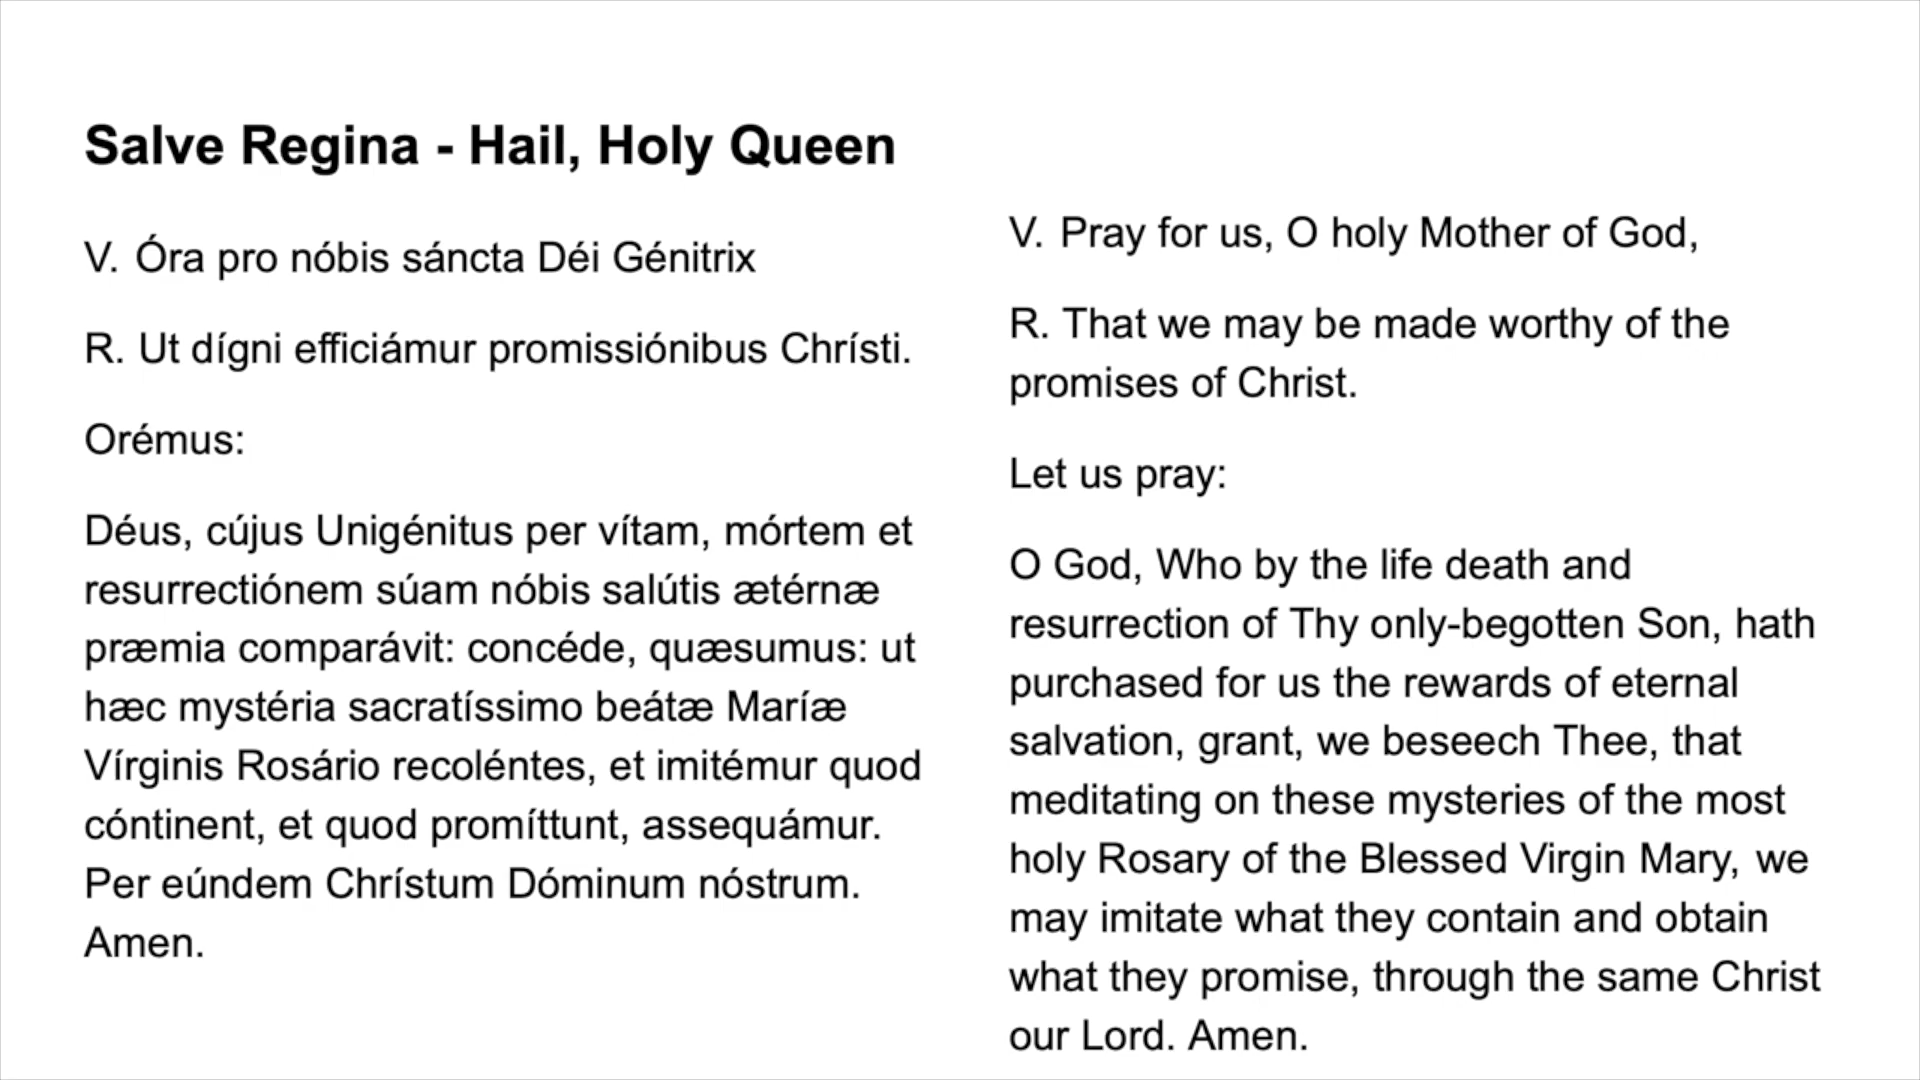 Salve Regina - Hail, Holy Queen
V. Óra pro nóbis sáncta Déi Génitrix
R. Ut dígni efficiámur promissiónibus Chrísti.
Orémus:
Déus, cújus Unigénitus per vítam, mórtem et
resurrectiónem súam nóbis salútis ætérnæ
præmia comparávit: concéde, quæsumus: ut
hæc mystéria sacratíssimo beátæ Maríæ
Vírginis Rosário recoléntes, et imitémur quod
cóntinent, et quod promíttunt, assequámur.
Per eúndem Chrístum Dóminum nóstrum.
Amen.
V. Pray for us, O holy Mother of God,
R. That we may be made worthy of the
promises of Christ.
Let us pray:
O God, Who by the life death and
resurrection of Thy only-begotten Son, hath
purchased for us the rewards of eternal
salvation, grant, we beseech Thee, that
meditating on these mysteries of the most
holy Rosary of the Blessed Virgin Mary, we
may imitate what they contain and obtain
what they promise, through the same Christ
our Lord. Amen.